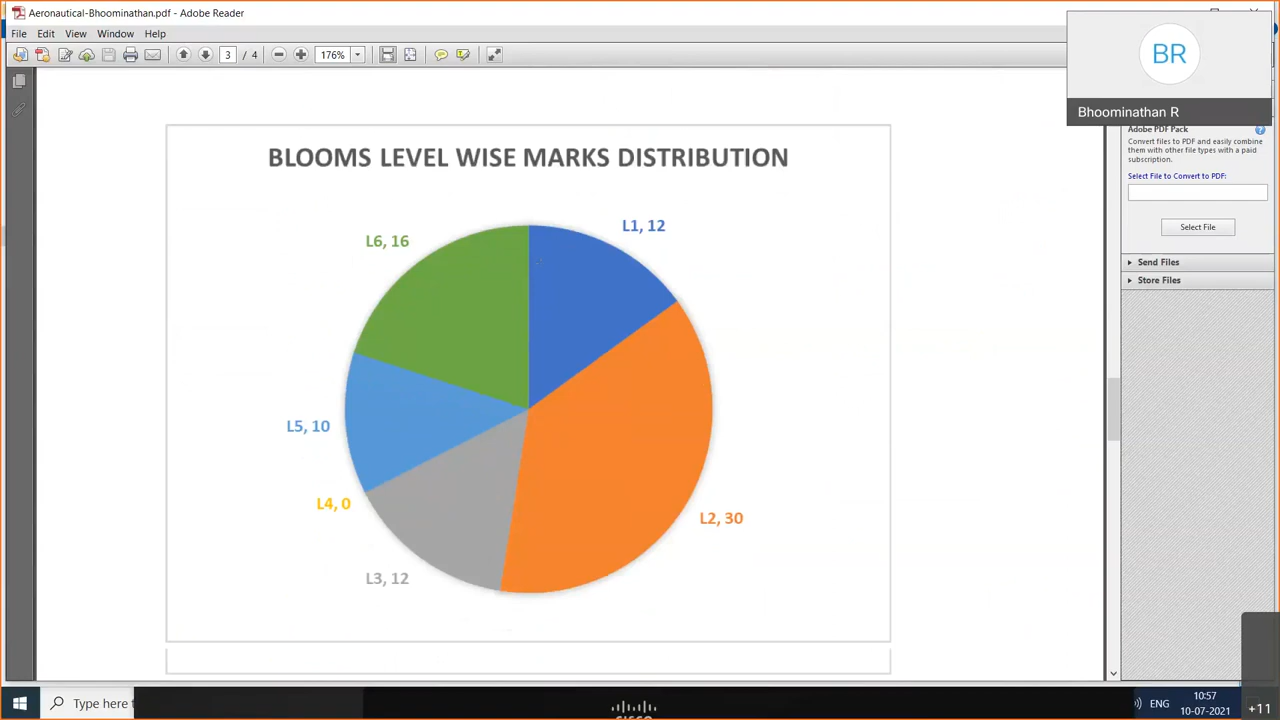 Aeronautical-Bhoominathan.pdf - Adobe Reader
File Edit View Window Help
3 / 4 176%
BR
Bhoominathan R
Adobe PDF Pack
Convert files to PDF and easily combine
them with other file types with a paid
subscription.
Select File to Convert to PDF:
Select File
Send Files
Store Files
BLOOMS LEVEL WISE MARKS DISTRIBUTION
L1, 12
L6, 16
L5, 10
L4, 0
L2, 30
L3, 12
Type here t
ENG
10:57
10-07-2021
+11